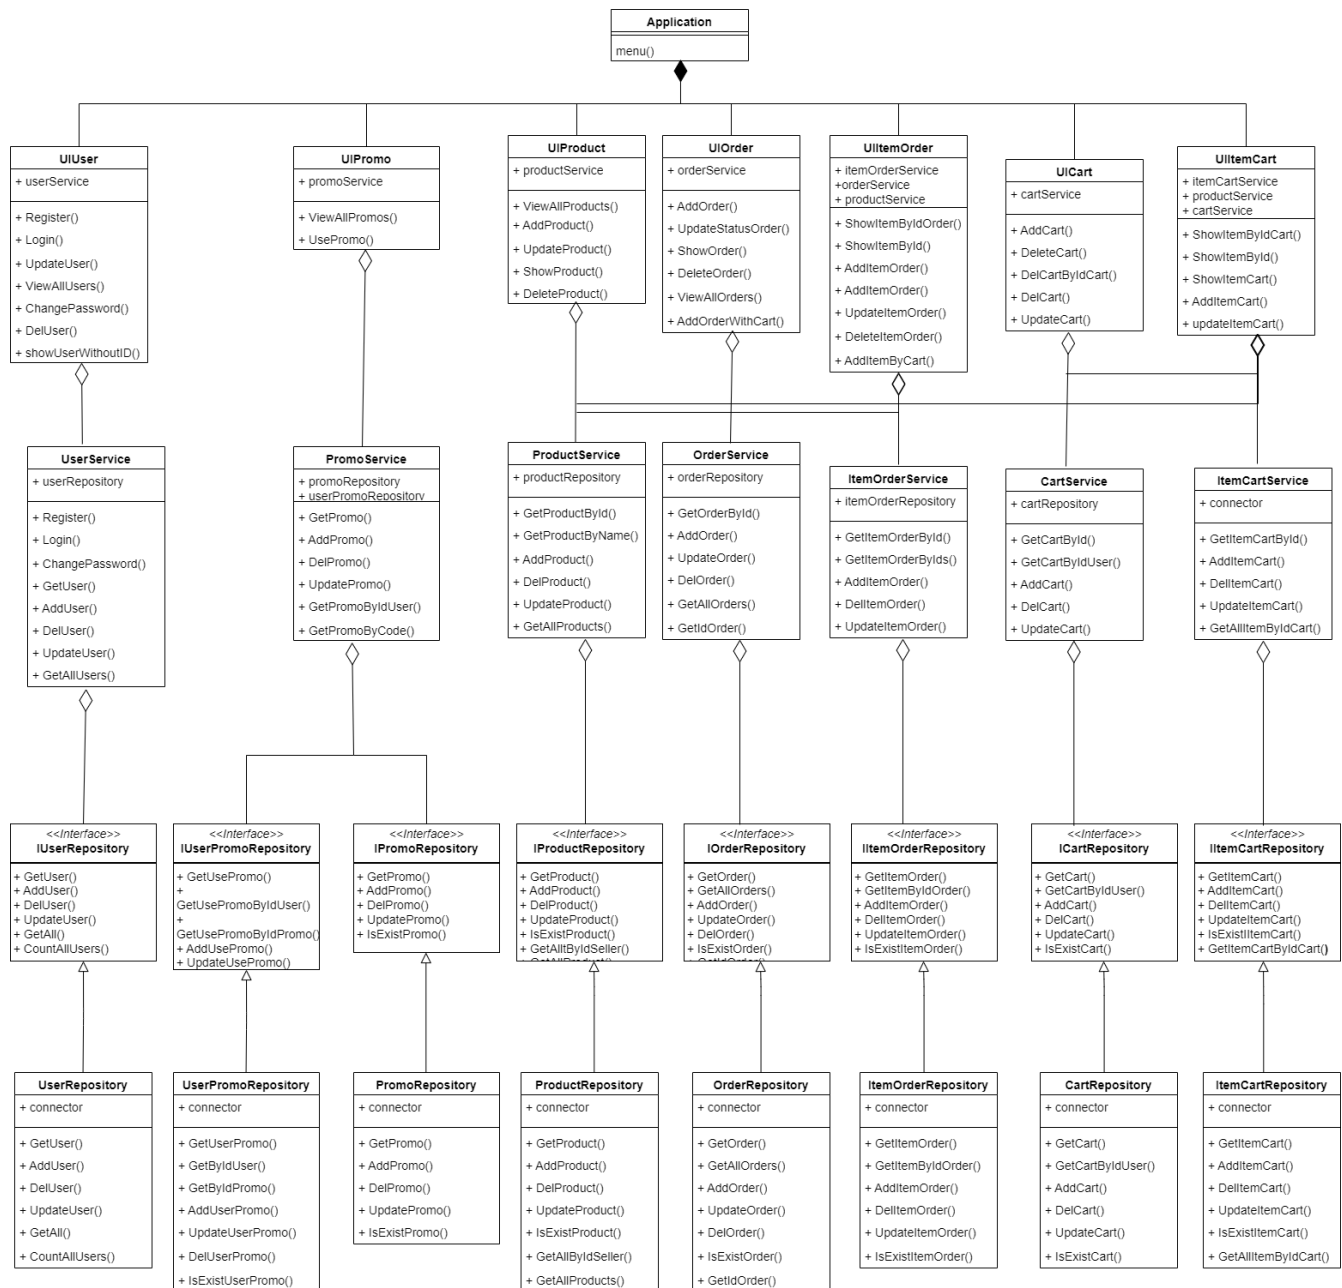 Application
menu()
UIUser
+ userService
+ Register()
+ Login()
+ UpdateUser()
+ ViewAllUsers()
+ ChangePassword()
+ DelUser()
+ showUserWithoutID()
UIPromo
+ promoService
+ ViewAllPromos()
+ UsePromo()
UIProduct
+ productService
+ ViewAllProducts()
+ AddProduct()
+ UpdateProduct()
+ ShowProduct()
+ DeleteProduct()
UIOrder
+ orderService
+ AddOrder()
+ UpdateStatusOrder()
+ ShowOrder()
+ DeleteOrder()
+ ViewAllOrders()
+ AddOrderWithCart()
UIItemOrder
+ itemOrderService
+orderService
+ productService
+ ShowItemByIdOrder()
+ ShowItemById()
+ AddItemOrder()
+ AddItemOrder()
+ UpdateItemOrder()
+ DeleteItemOrder()
+ AddItemByCart()
UICart
+ cartService
+ AddCart()
+ DeleteCart()
+ DelCartByIdCart()
+ DelCart()
+ UpdateCart()
UIItemCart
+ itemCartService
+ productService
+ cartService
+ ShowItemByIdCart()
+ ShowItemById()
+ ShowItemCart()
+ AddItemCart()
+ updateItemCart()
UserService
+ userRepository
+ Register()
+ Login()
+ ChangePassword()
+ GetUser()
+ AddUser()
+ DelUser()
+ UpdateUser()
+ GetAllUsers()
PromoService
+ promoRepository
+ userPromoRepository
+ GetPromo()
+ AddPromo()
+ DelPromo()
+ UpdatePromo()
+ GetPromoByIdUser()
+ GetPromoByCode()
ProductService
+ productRepository
+ GetProductById()
+ GetProductByName()
+ AddProduct()
+ DelProduct()
+ UpdateProduct()
+ GetAllProducts()
OrderService
+ orderRepository
+ GetOrderById()
+ AddOrder()
+ UpdateOrder()
+ DelOrder()
+ GetAllOrders()
+ GetIdOrder()
ItemOrderService
+ itemOrderRepository
+ GetItemOrderById()
+ GetItemOrderByIds()
+ AddItemOrder()
+ DelItemOrder()
+ UpdateItemOrder()
CartService
+ cartRepository
+ GetCartById()
+ GetCartByIdUser()
+ AddCart()
+ DelCart()
+ UpdateCart()
ItemCartService
+ connector
+ GetItemCartById()
+ AddItemCart()
+ DelItemCart()
+ UpdateItemCart()
+ GetAllItemByIdCart()
<<Interface>>
IUserRepository
+ GetUser()
+ AddUser()
+ DelUser()
+ UpdateUser()
+ GetAll()
+ CountAllUsers()
<<Interface>>
IUserPromoRepository
+ GetUsePromo()
+
GetUsePromoByIdUser()
+
GetUsePromoByIdPromo()
+ AddUsePromo()
+ UpdateUsePromo()
<<Interface>>
IPromoRepository
+ GetPromo()
+ AddPromo()
+ DelPromo()
+ UpdatePromo()
+ IsExistPromo()
<<Interface>>
IProductRepository
+ GetProduct()
+ AddProduct()
+ DelProduct()
+ UpdateProduct()
+ IsExistProduct()
+ GetAlltByIdSeller()
+ GetAllProduct()
<<Interface>>
IOrderRepository
+ GetOrder()
+ GetAllOrders()
+ AddOrder()
+ UpdateOrder()
+ DelOrder()
+ IsExistOrder()
+ GetIdOrder()
<<Interface>>
IItemOrderRepository
+ GetItemOrder()
+ GetItemByIdOrder()
+ AddItemOrder()
+ DelItemOrder()
+ UpdateItemOrder()
+ IsExistItemOrder()
<<Interface>>
ICartRepository
+ GetCart()
+ GetCartByIdUser()
+ AddCart()
+ DelCart()
+ UpdateCart()
+ IsExistCart()
<<Interface>>
IItemCartRepository
+ GetItemCart()
+ AddItemCart()
+ DelItemCart()
+ UpdateItemCart()
+ IsExistIItemCart()
+ GetItemCartByIdCart()
UserRepository
+ connector
+ GetUser()
+ AddUser()
+ DelUser()
+ UpdateUser()
+ GetAll()
+ CountAllUsers()
UserPromoRepository
+ connector
+ GetUserPromo()
+ GetByIdUser()
+ GetByIdPromo()
+ AddUserPromo()
+ UpdateUserPromo()
+ DelUserPromo()
+ IsExistUserPromo()
PromoRepository
+ connector
+ GetPromo()
+ AddPromo()
+ DelPromo()
+ UpdatePromo()
+ IsExistPromo()
ProductRepository
+ connector
+ GetProduct()
+ AddProduct()
+ DelProduct()
+ UpdateProduct()
+ IsExistProduct()
+ GetAllByIdSeller()
+ GetAllProducts()
OrderRepository
+ connector
+ GetOrder()
+ GetAllOrders()
+ AddOrder()
+ UpdateOrder()
+ DelOrder()
+ IsExistOrder()
+ GetIdOrder()
ItemOrderRepository
+ connector
+ GetItemOrder()
+ GetItemByIdOrder()
+ AddItemOrder()
+ DelItemOrder()
+ UpdateItemOrder()
+ IsExistItemOrder()
CartRepository
+ connector
+ GetCart()
+ GetCartByIdUser()
+ AddCart()
+ DelCart()
+ UpdateCart()
+ IsExistCart()
ItemCartRepository
+ connector
+ GetItemCart()
+ AddItemCart()
+ DelItemCart()
+ UpdateItemCart()
+ IsExistItemCart()
+ GetAllItemByIdCart()